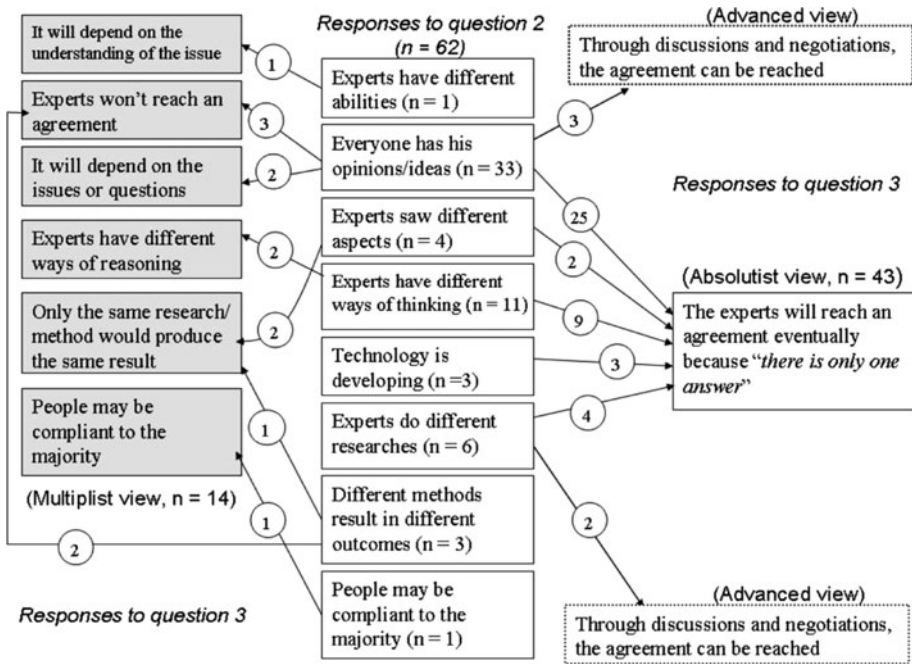 It will depend on the
understanding of the issue
Experts won't reach an
agreement
It will depend on the
issues or questions
Experts have different
ways of reasoning
Only the same research/
method would produce
the same result
People may be
compliant to the
majority
(Multiplist view, n = 14)
Responses to question 3
Responses to question 2
(n = 62)
Experts have different
abilities (n = 1)
Everyone has his
opinions/ideas (n = 33)
Experts saw different
aspects (n = 4)
Experts have different
ways of thinking (n = 11)
Technology is
developing (n =3)
Experts do different
researches (n = 6)
Different methods
result in different
outcomes (n = 3)
People may be
compliant to the
majority (n = 1)
1
3
2
2
2
1
1
2
3
25
2
9
3
4
2
(Advanced view)
Through discussions and negotiations,
the agreement can be reached
Responses to question 3
(Absolutist view, n = 43)
The experts will reach an
agreement eventually
because "there is only one
answer"
(Advanced view)
Through discussions and negotiations,
the agreement can be reached